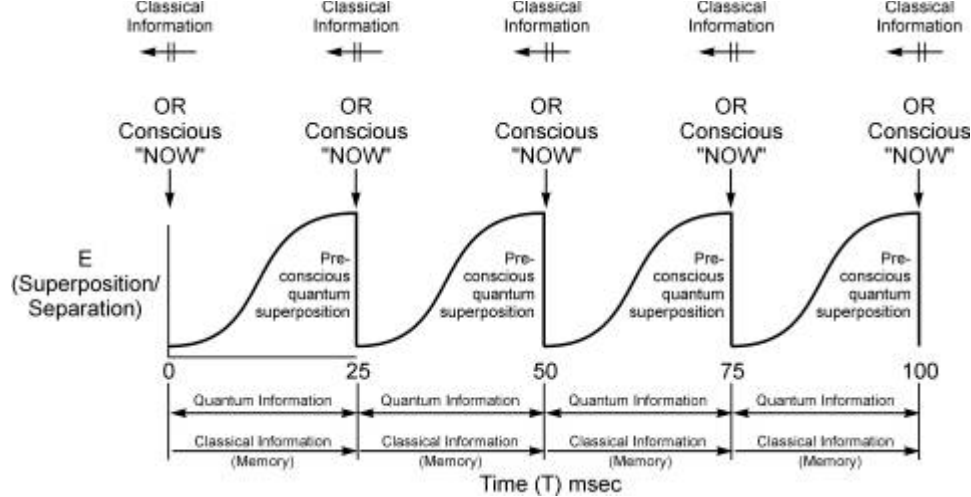 Classical Classical Classical Classical Classical
Information Information Information Information Information
OR OR OR OR OR
Conscious Conscious Conscious Conscious Conscious
"NOW" "NOW" "NOW" "NOW" "NOW"
E
(Superposition/
Separation)
Pre- Pre- Pre- Pre-
conscious conscious conscious conscious
quantum quantum quantum quantum
superposition superposition superposition superposition
0 25 50 75 100
Quantum Information Quantum Information Quantum Information Quantum Information
Classical Information Classical Information Classical Information Classical Information
(Memory) (Memory) (Memory) (Memory)
Time (T) msec